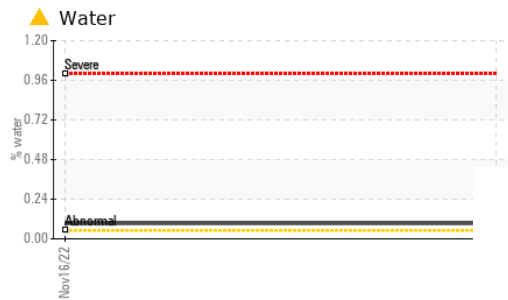 Water
1.20
Severe
0.96
0.72
% water
0.48
0.24
Abnormal
0.00
Nov16/22